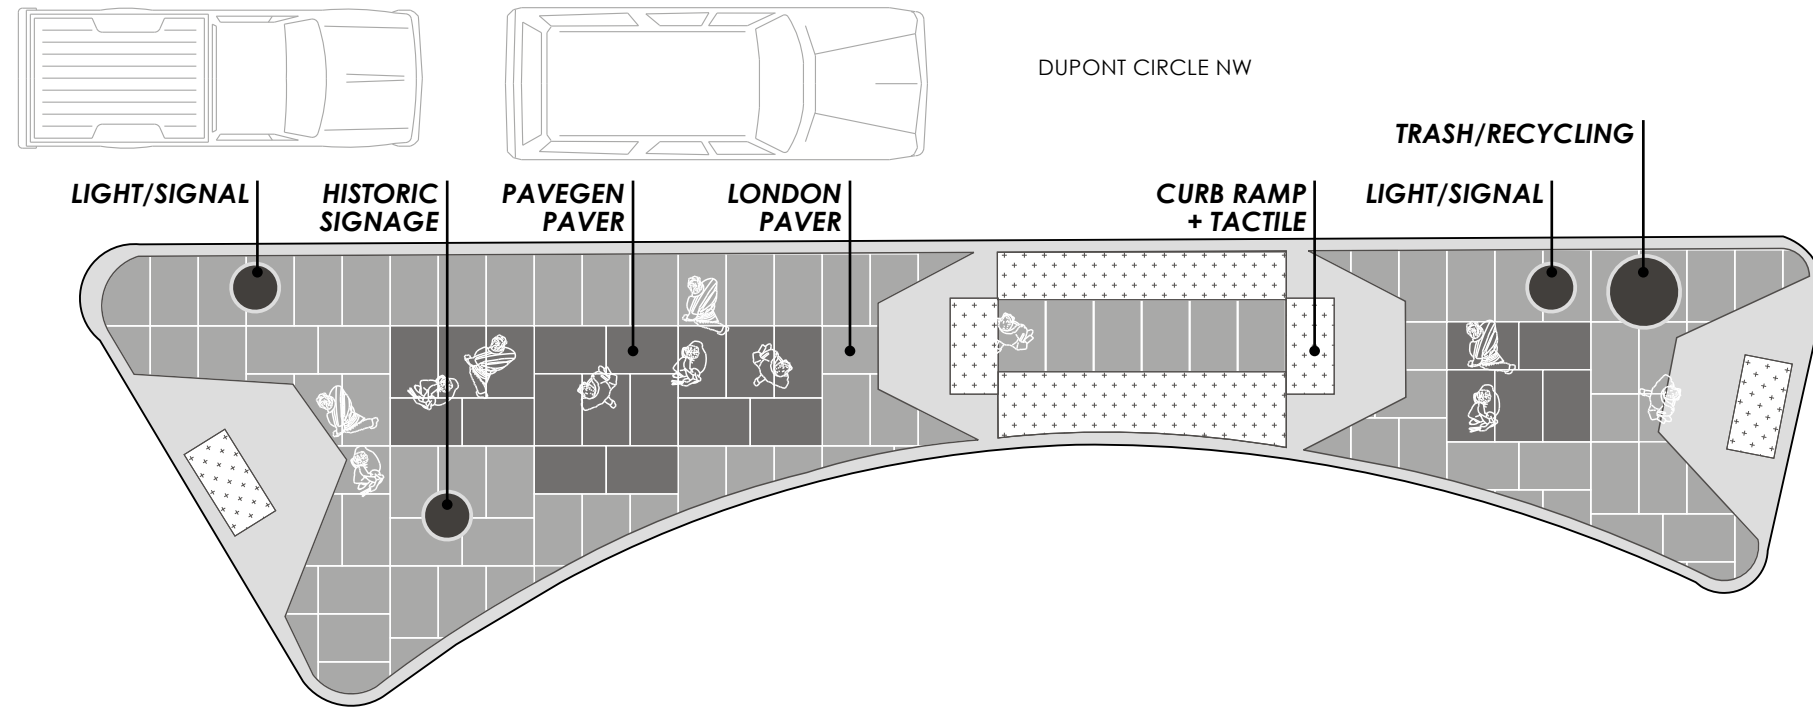 DUPONT CIRCLE NW
TRASH/RECYCLING
LIGHT/SIGNAL
HISTORIC
SIGNAGE
PAVEGEN
PAVER
LONDON
PAVER
CURB RAMP
+ TACTILE
LIGHT/SIGNAL